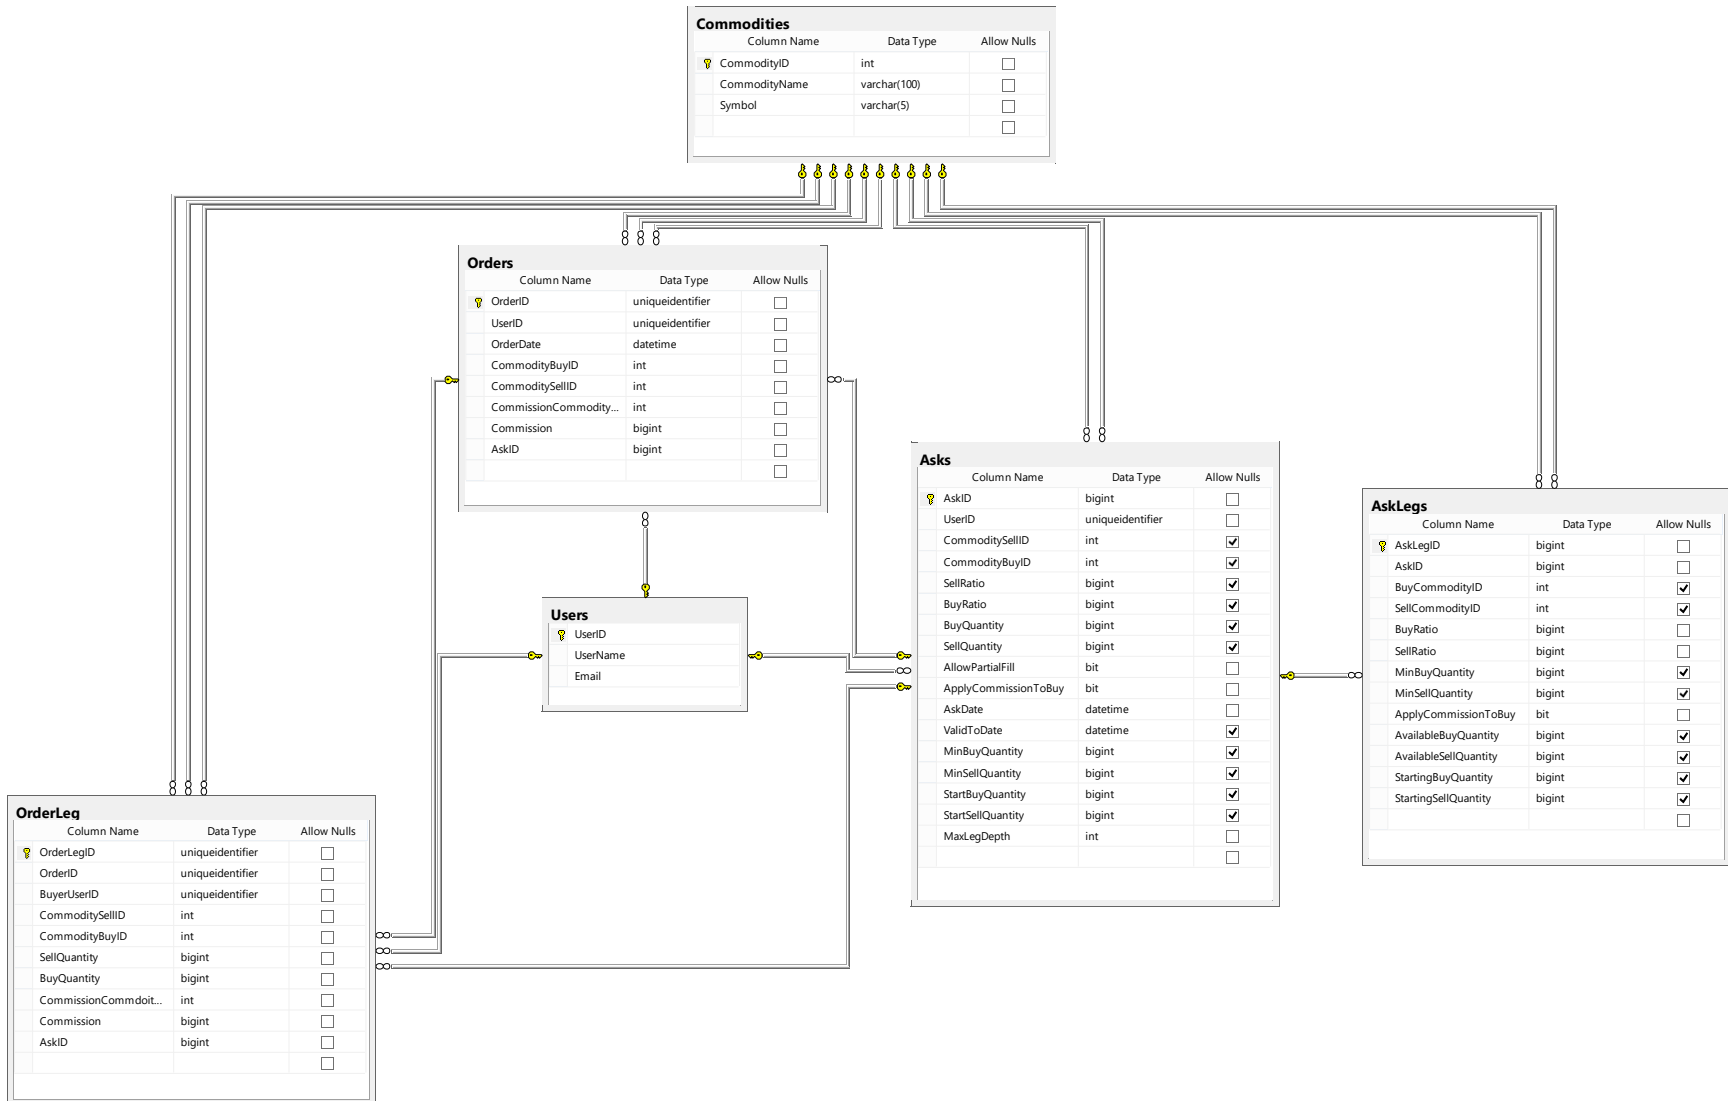 Commodities
Column Name Data Type Allow Nulls
CommodityID int
CommodityName varchar(100)
Symbol varchar(5)
Orders
Column Name Data Type Allow Nulls
OrderID uniqueidentifier
UserID uniqueidentifier
OrderDate datetime
CommodityBuyID int
CommoditySellID int
CommissionCommodity... int
Commission bigint
AskID bigint
Users
UserID
UserName
Email
Asks
Column Name Data Type Allow Nulls
AskID bigint
UserID uniqueidentifier
CommoditySellID int
CommodityBuyID int
SellRatio bigint
BuyRatio bigint
BuyQuantity bigint
SellQuantity bigint
AllowPartialFill bit
ApplyCommissionToBuy bit
AskDate datetime
ValidToDate datetime
MinBuyQuantity bigint
MinSellQuantity bigint
StartBuyQuantity bigint
StartSellQuantity bigint
MaxLegDepth int
AskLegs
Column Name Data Type Allow Nulls
AskLegID bigint
AskID bigint
BuyCommodityID int
SellCommodityID int
BuyRatio bigint
SellRatio bigint
MinBuyQuantity bigint
MinSellQuantity bigint
ApplyCommissionToBuy bit
AvailableBuyQuantity bigint
AvailableSellQuantity bigint
StartingBuyQuantity bigint
StartingSellQuantity bigint
OrderLeg
Column Name Data Type Allow Nulls
OrderLegID uniqueidentifier
OrderID uniqueidentifier
BuyerUserID uniqueidentifier
CommoditySellID int
CommodityBuyID int
SellQuantity bigint
BuyQuantity bigint
CommissionCommdoit... int
Commission bigint
AskID bigint